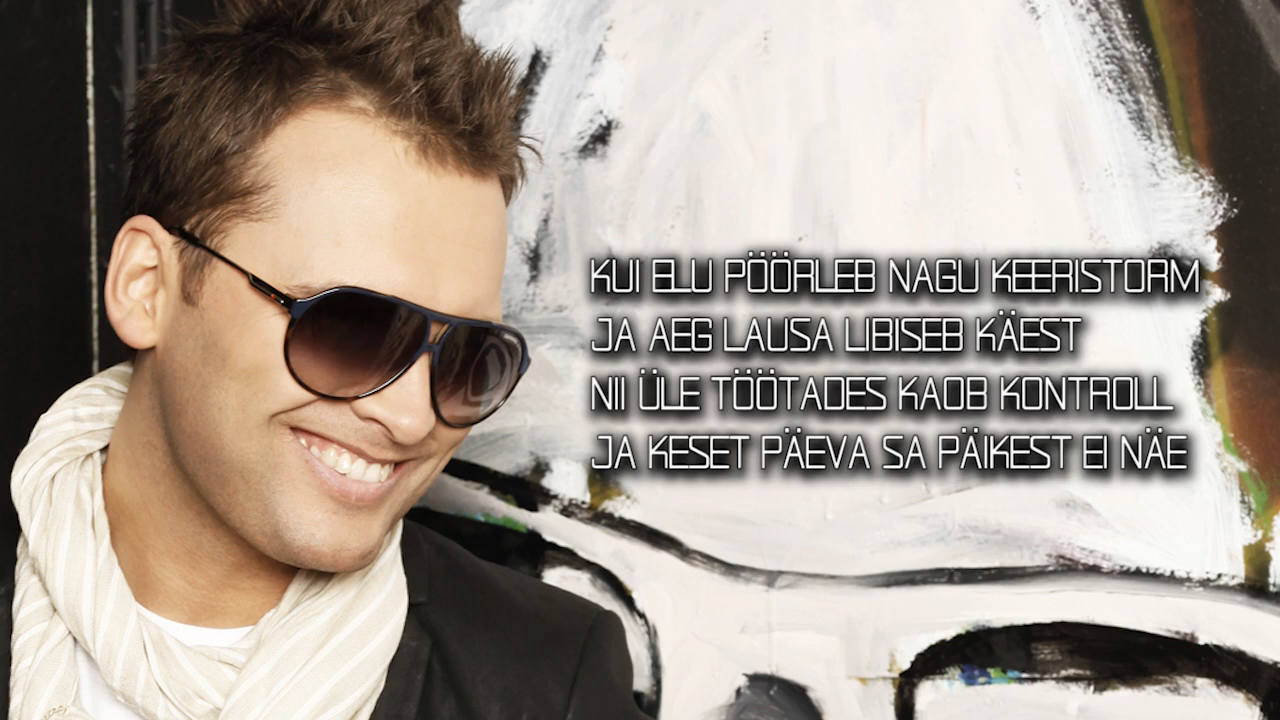 KUI ELU PÖÖRLEB NAGU KEERISTORM
JA AEG LAUSA LIBISEB KÄEST
NII ÜLE TÖÖTADES KAOB KONTROLL
JA KESET PÄEVA SA PÄIKEST EI NÄE